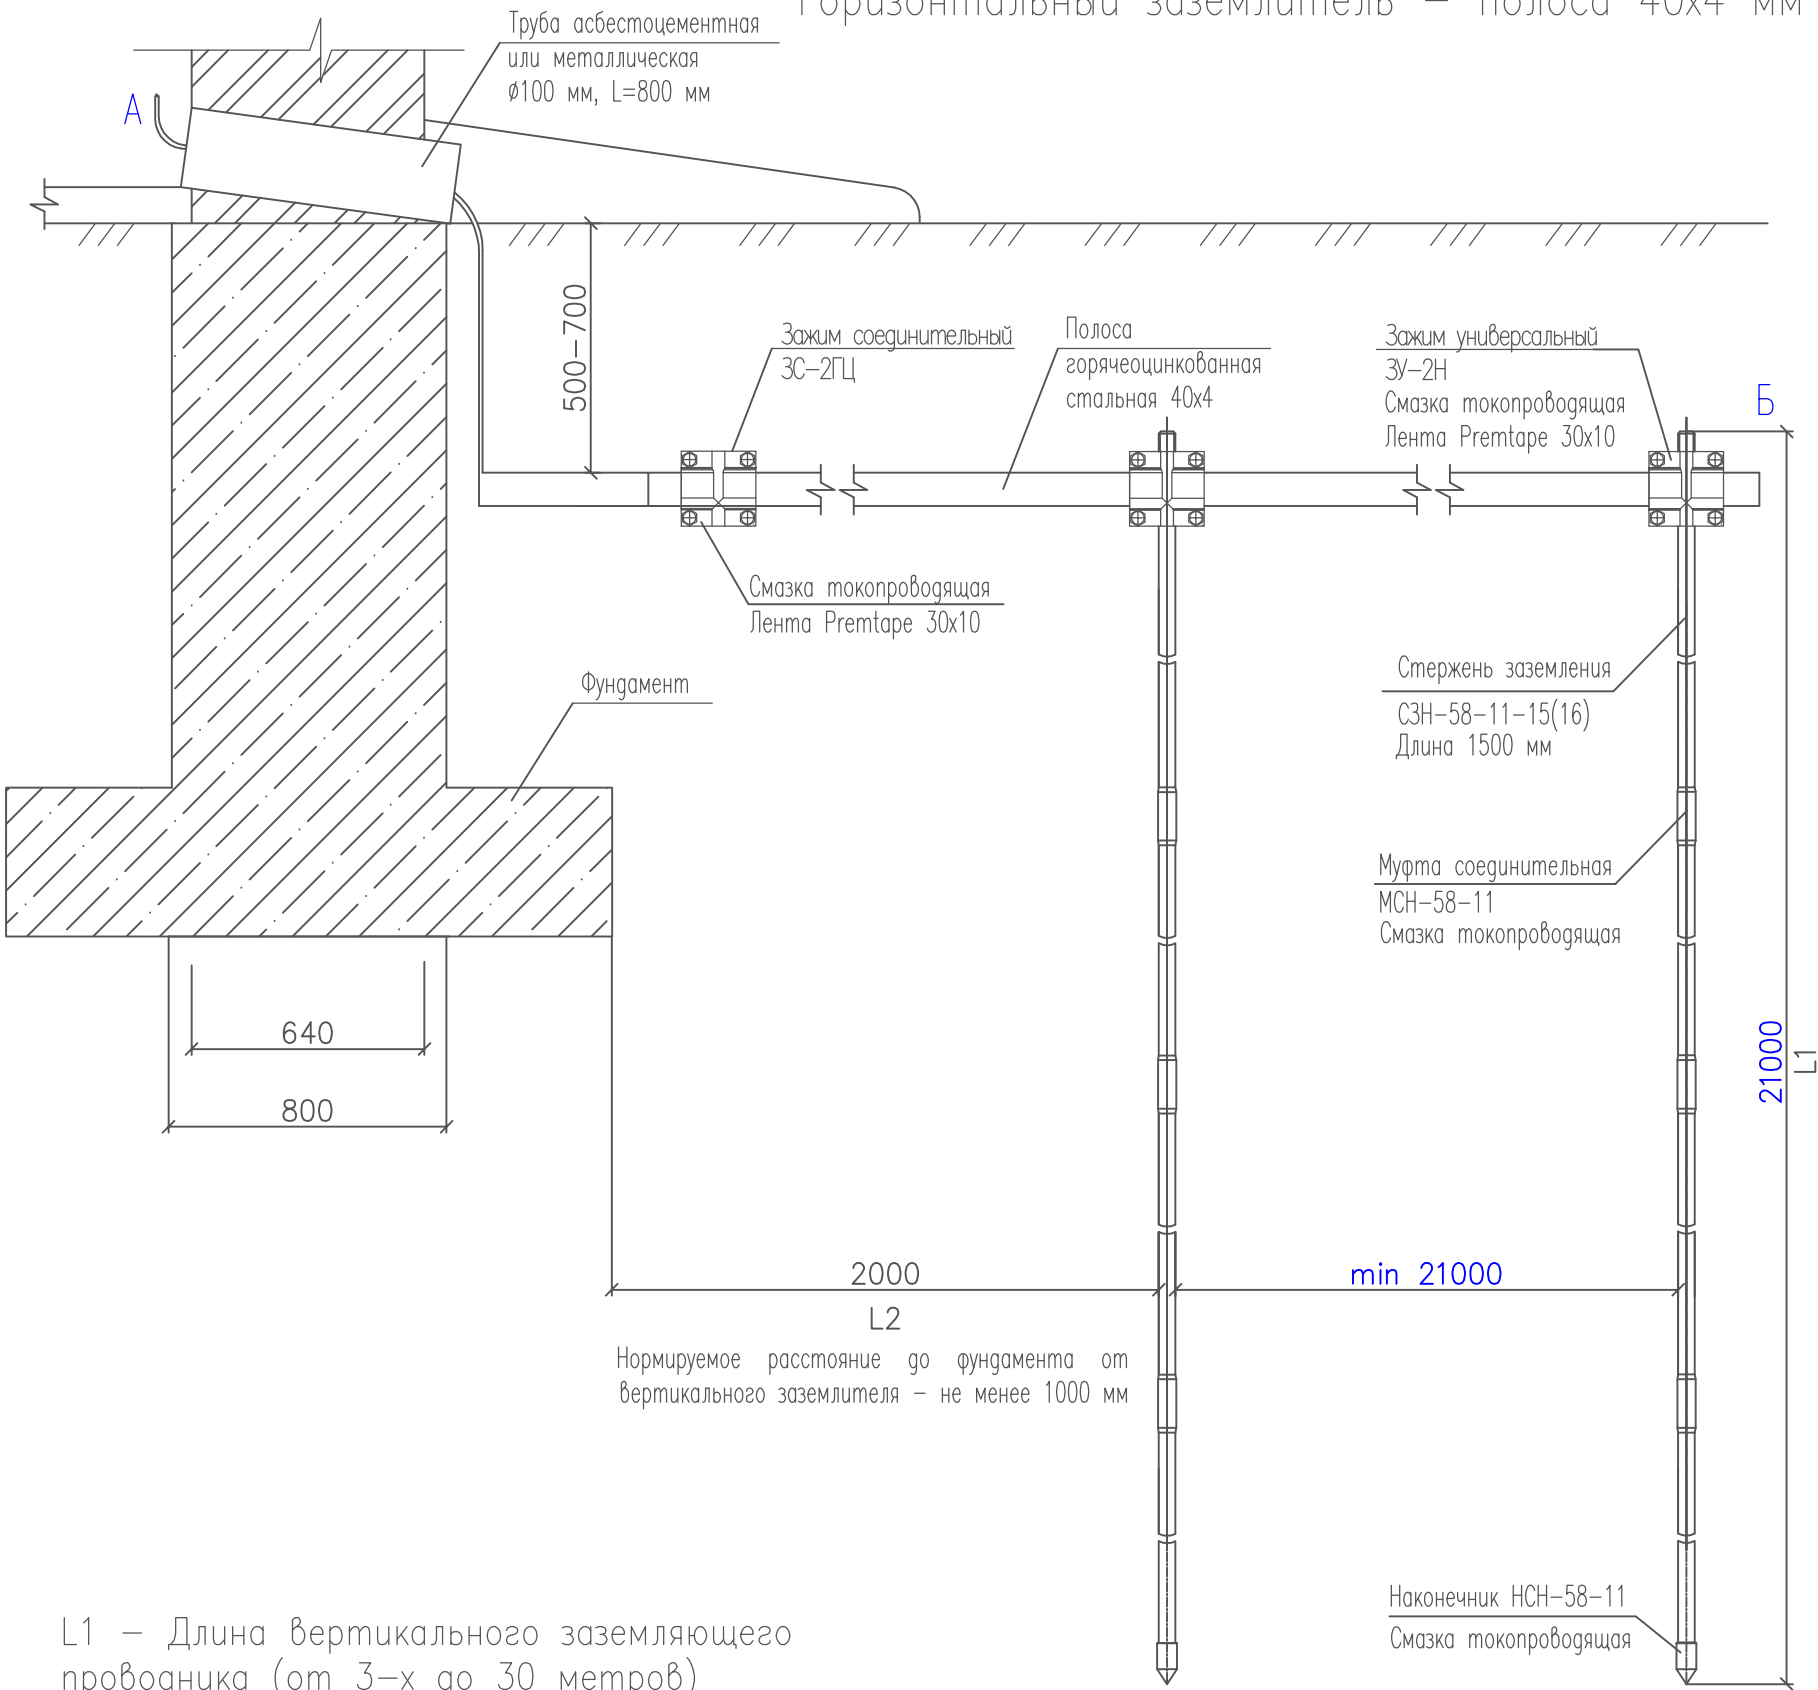 Горизонтальный заземлитель – полоса 40х4 мм
Труба асбестоцементная
или металлическая
Ø100 мм, L=800 мм
А
500–700
Зажим соединительный
ЗС–2ГЦ
Полоса
горячеоцинкованная
стальная 40х4
Зажим универсальный
ЗУ–2Н
Смазка токопроводящая
Лента Premtape 30х10
Б
Смазка токопроводящая
Лента Premtape 30х10
Фундамент
Стержень заземления
СЗН–58–11–15(16)
Длина 1500 мм
Муфта соединительная
МСН–58–11
Смазка токопроводящая
640
800
21000
L1
2000
L2
min 21000
Нормируемое расстояние до фундамента от
вертикального заземлителя – не менее 1000 мм
Наконечник НСН–58–11
Смазка токопроводящая
L1 – Длина вертикального заземляющего
проводника (от 3–х до 30 метров)